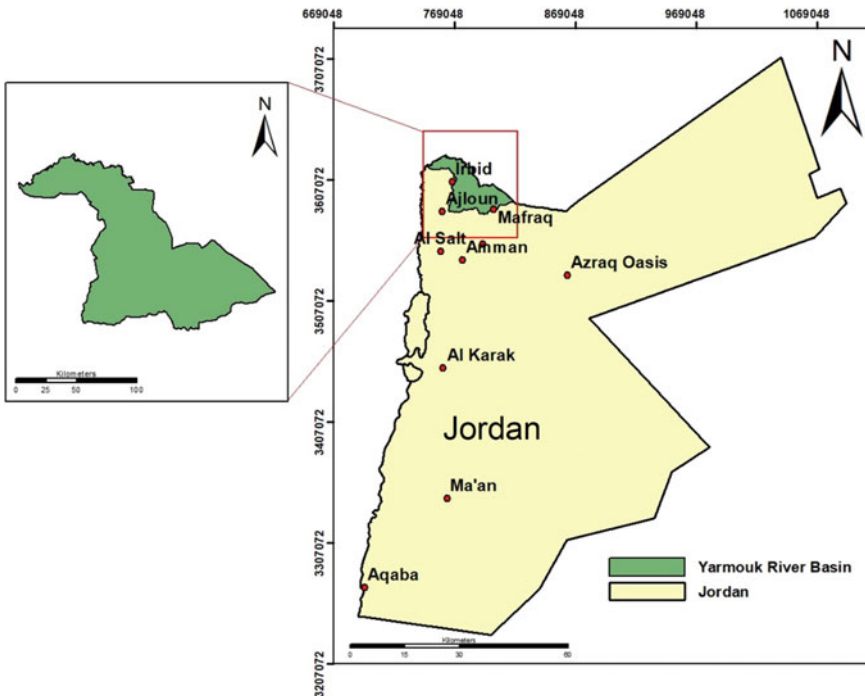 669048 769048 869048 969048 1069048
3707072
3607072
3507072
3407072
3307072
3207072
N
N
Kilometers
0 25 50 100
Irbid
Ajloun
Mafraq
Al Salt
Amman
Azraq Oasis
Al Karak
Jordan
Ma'an
Aqaba
Yarmouk River Basin
Jordan
Kilometers
0 15 30 60